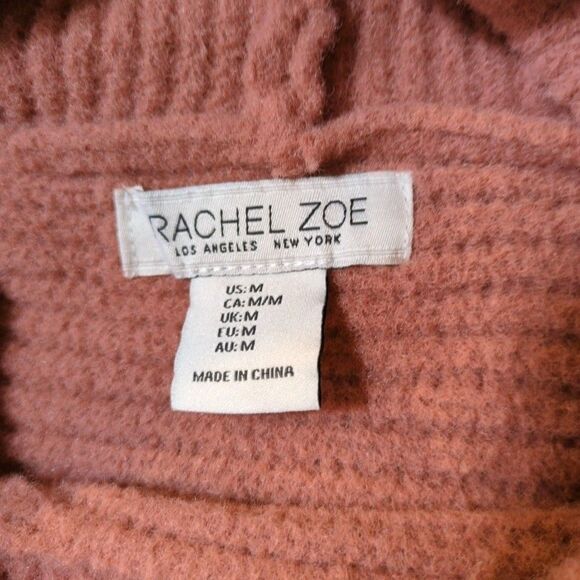 RACHEL ZOE
LOS ANGELES NEW YORK
US: M
CA: M/M
UK: M
EU: M
AU: M
MADE IN CHINA